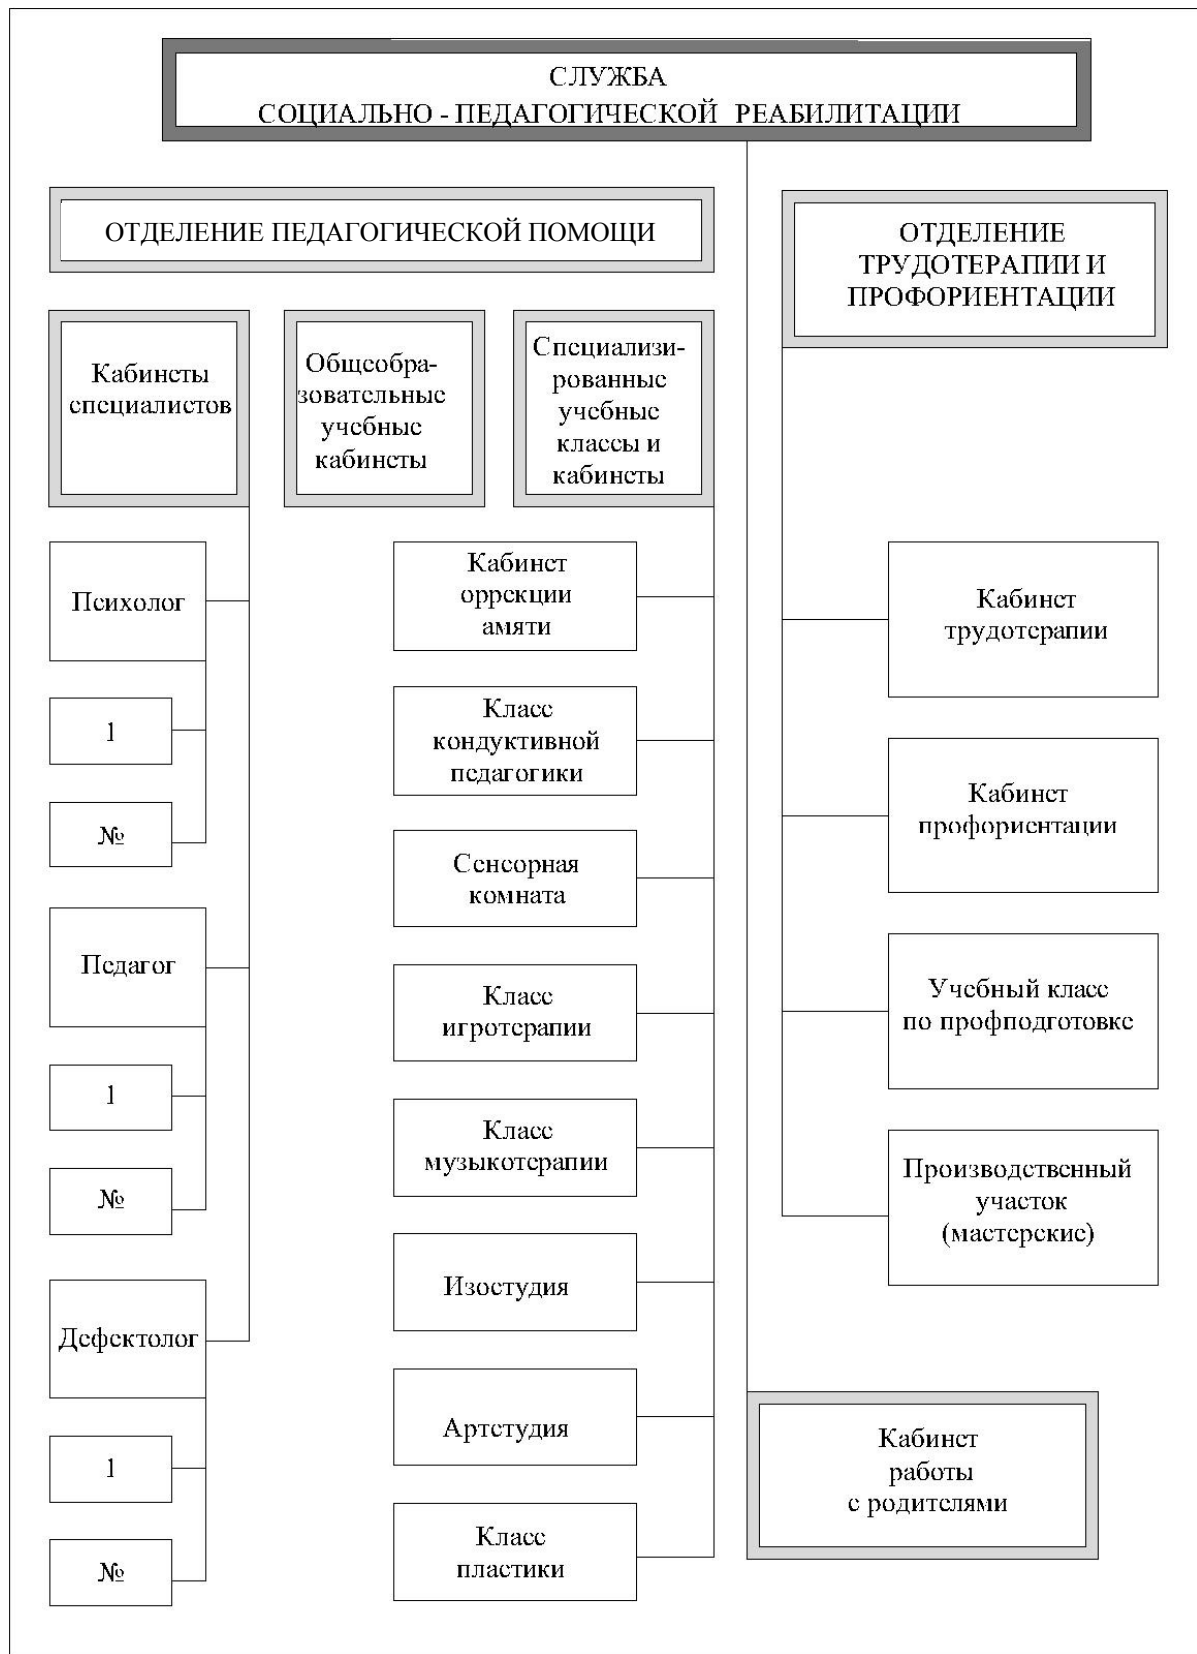 СЛУЖБА
СОЦИАЛЬНО - ПЕДАГОГИЧЕСКОЙ РЕАБИЛИТАЦИИ
ОТДЕЛЕНИЕ ПЕДАГОГИЧЕСКОЙ ПОМОЩИ
ОТДЕЛЕНИЕ
ТРУДОТЕРАПИИ И
ПРОФОРИЕНТАЦИИ
Кабинеты
специалистов
Общеобра-
зовательные
учебные
кабинеты
Специализи-
рованные
учебные
классы и
кабинеты
Психолог
1
№
Педагог
1
№
Дефектолог
1
№
Кабинет
оррекции
амяти
Класс
кондуктивной
педагогики
Сенсорная
комната
Класс
игротерапии
Класс
музыкотерапии
Изостудия
Артстудия
Класс
пластики
Кабинет
трудотерапии
Кабинет
профориентации
Учебный класс
по профподготовке
Производственный
участок
(мастерские)
Кабинет
работы
с родителями